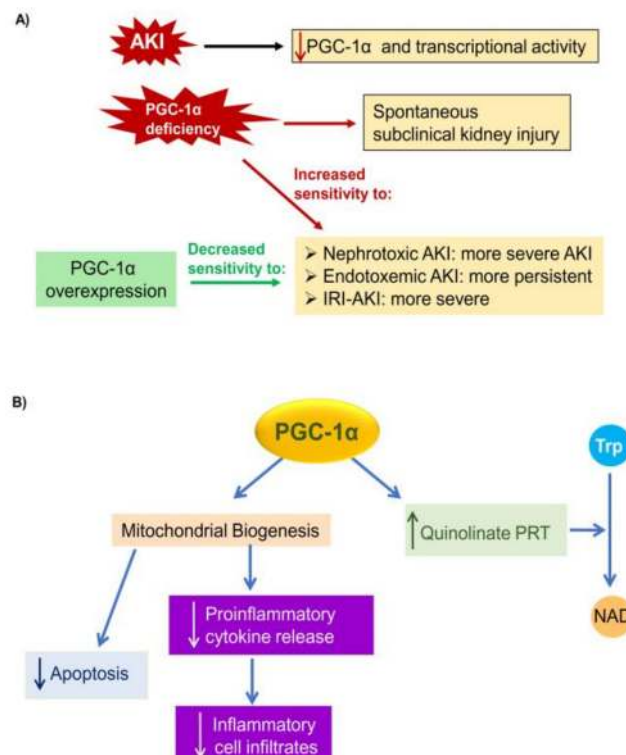 A)
AKI
↓PGC-1α and transcriptional activity
PGC-1α
deficiency
Spontaneous
subclinical kidney injury
Increased
sensitivity to:
Decreased
sensitivity to:
PGC-1α
overexpression
➢ Nephrotoxic AKI: more severe AKI
➢ Endotoxemic AKI: more persistent
➢ IRI-AKI: more severe
B)
PGC-1α
Trp
Mitochondrial Biogenesis
↑ Quinolinate PRT
NAD
↓ Proinflammatory
cytokine release
↓ Apoptosis
↓ Inflammatory
cell infiltrates